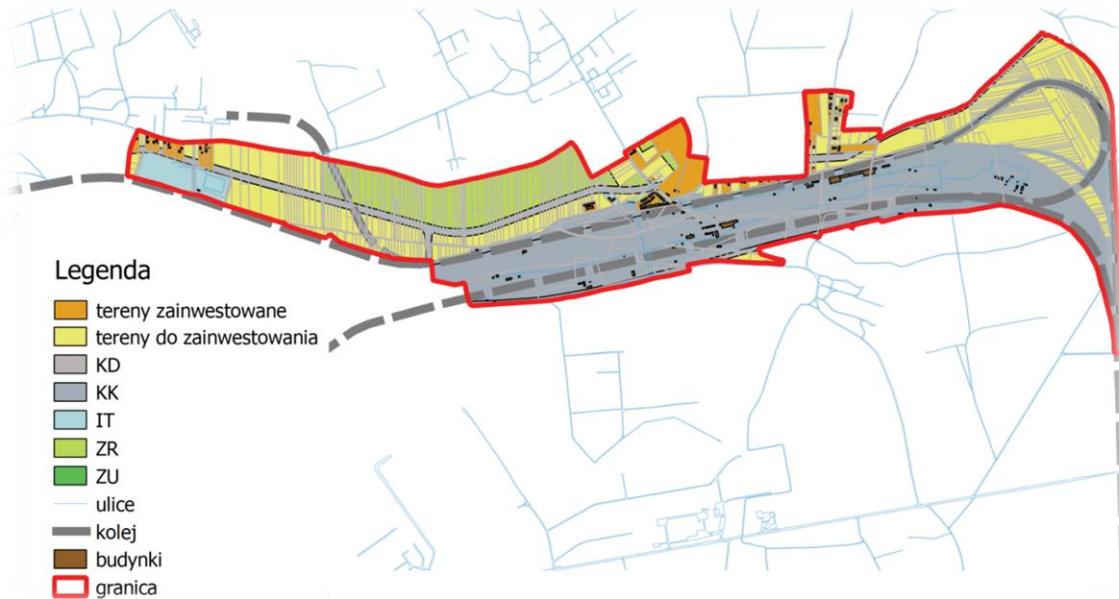 Legenda
tereny zainwestowane
tereny do zainwestowania
KD
KK
IT
ZR
ZU
ulice
kolej
budynki
granica